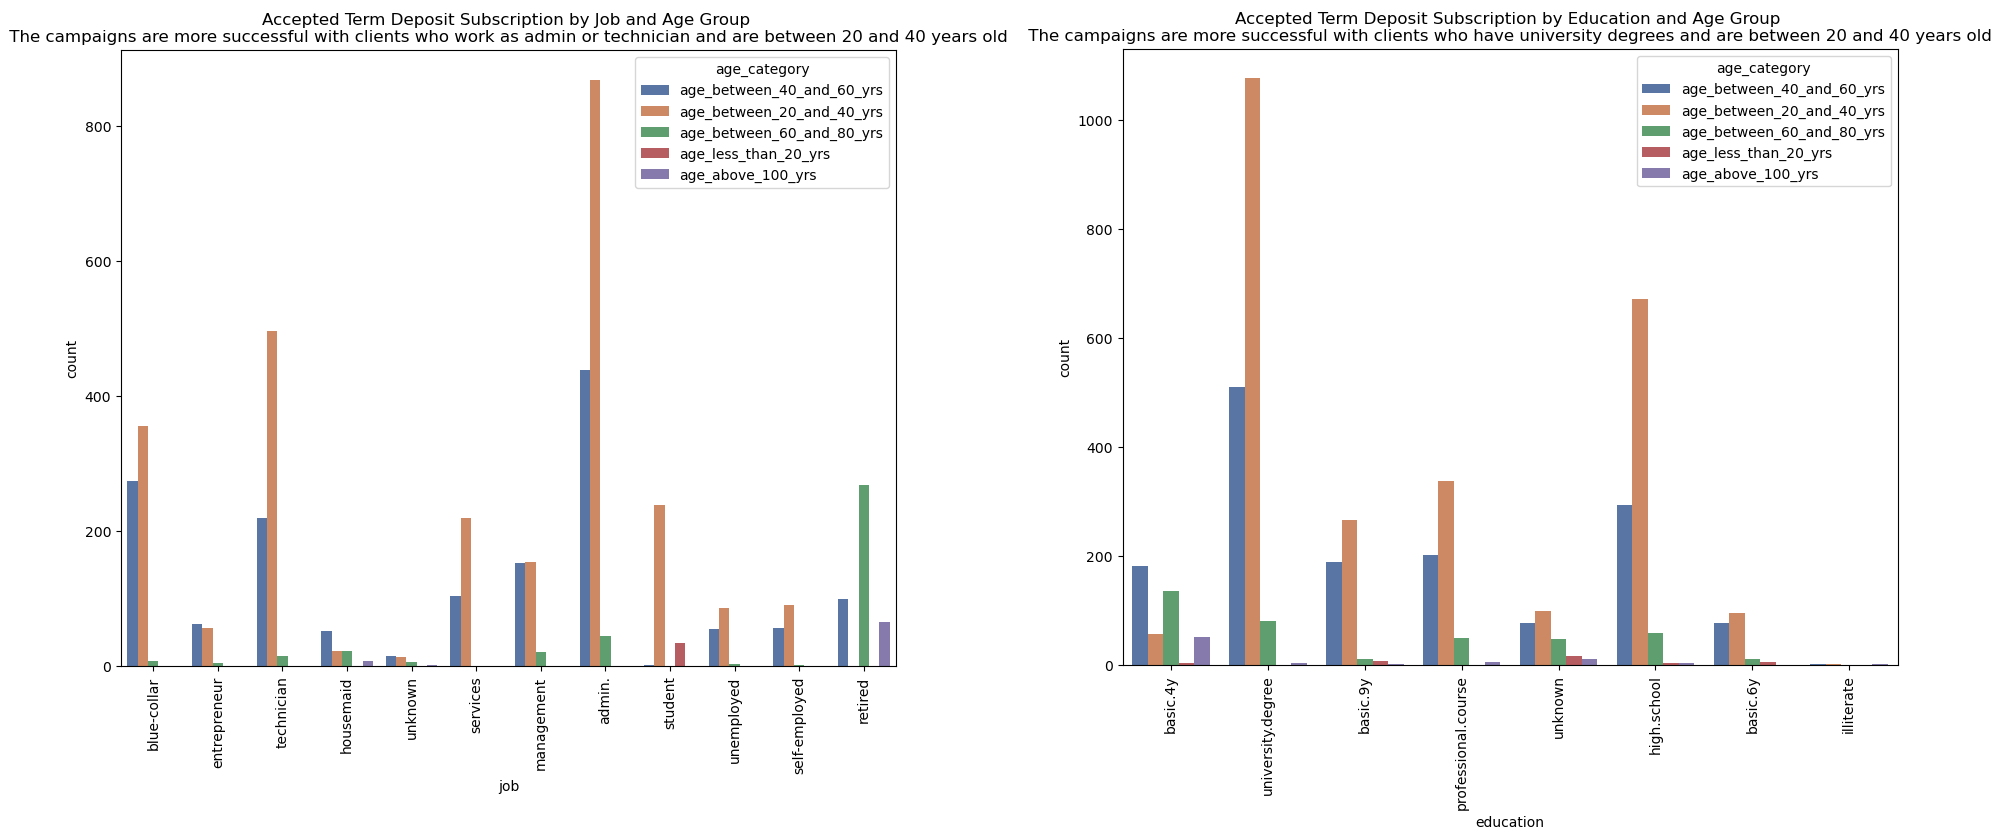 Accepted Term Deposit Subscription by Job and Age Group
The campaigns are more successful with clients who work as admin or technician and are between 20 and 40 years old
age_category
age_between_40_and_60_yrs
age_between_20_and_40_yrs
age_between_60_and_80_yrs
age_less_than_20_yrs
age_above_100_yrs
800
600
400
200
0
count
blue-collar
entrepreneur
technician
housemaid
unknown
services
management
admin.
student
unemployed
self-employed
retired
job
Accepted Term Deposit Subscription by Education and Age Group
The campaigns are more successful with clients who have university degrees and are between 20 and 40 years old
age_category
age_between_40_and_60_yrs
age_between_20_and_40_yrs
age_between_60_and_80_yrs
age_less_than_20_yrs
age_above_100_yrs
1000
800
600
400
200
0
count
basic.4y
university.degree
basic.9y
professional.course
unknown
high.school
basic.6y
illiterate
education